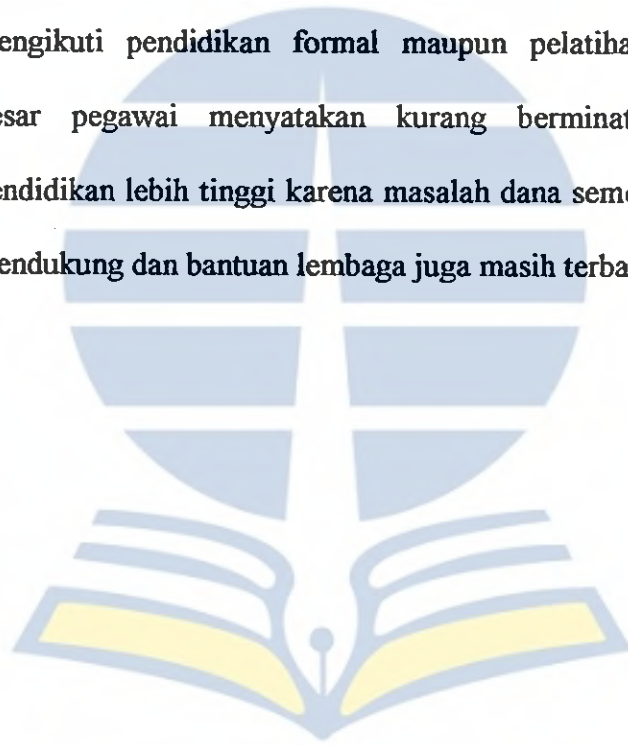 engikuti pendidikan formal maupun pelatiha
esar pegawai menyatakan kurang berminat
endidikan lebih tinggi karena masalah dana seme
endukung dan bantuan lembaga juga masih terba